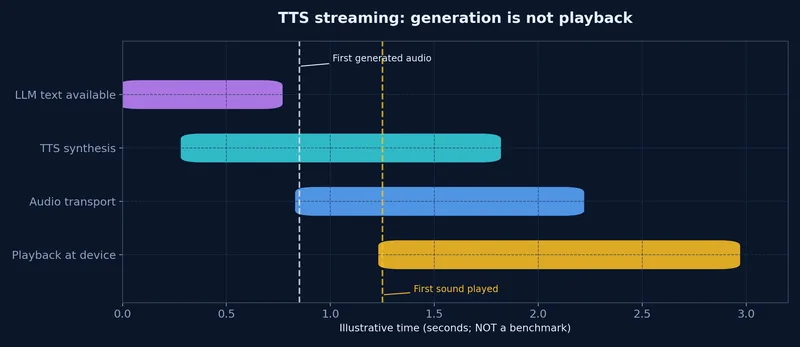 TTS streaming: generation is not playback
First generated audio
LLM text available
TTS synthesis
Audio transport
Playback at device
First sound played
0.0 0.5 1.0 1.5 2.0 2.5 3.0
Illustrative time (seconds; NOT a benchmark)